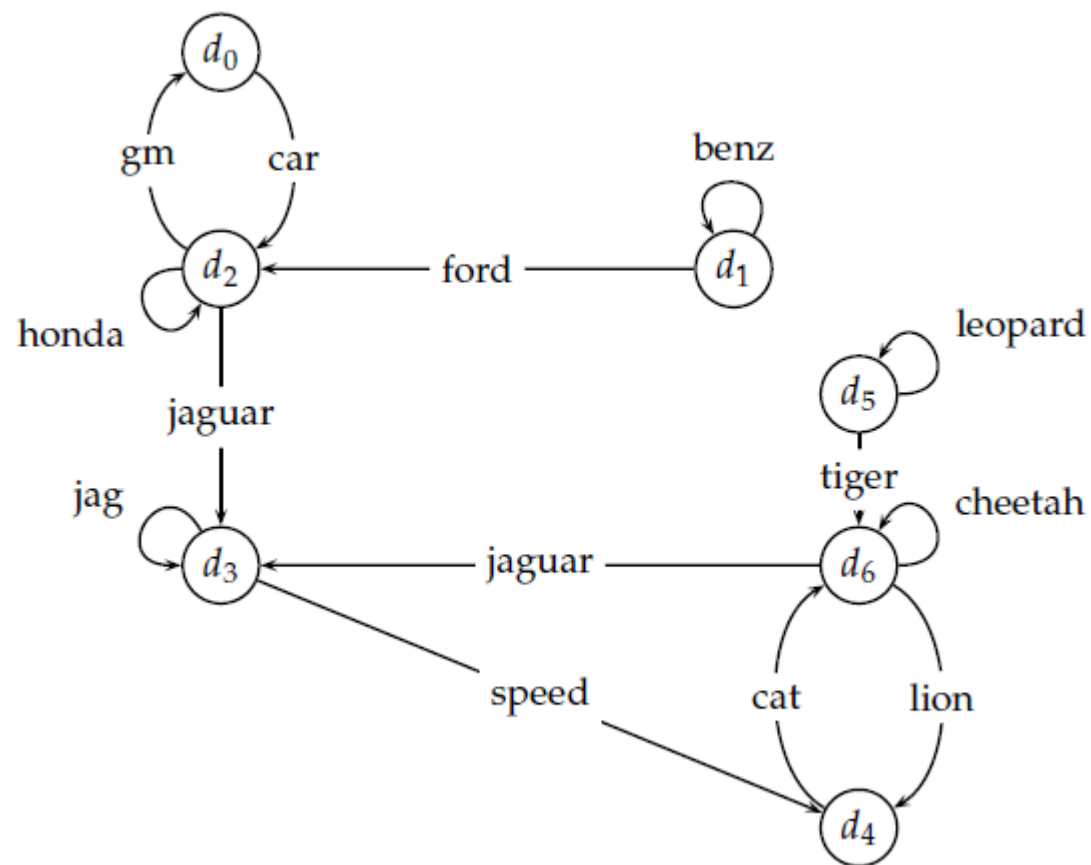 d0
gm
car
benz
d2
ford
d1
honda
leopard
d5
jaguar
tiger
jag
cheetah
d3
jaguar
d6
speed
cat
lion
d4